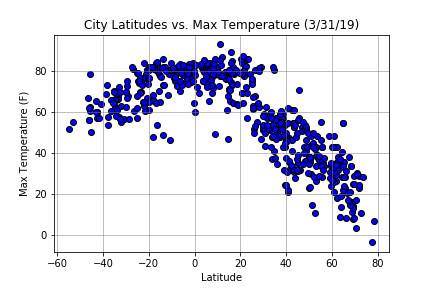 City Latitudes vs. Max Temperature (3/31/19)
80
60
40
20
0
Max Temperature (F)
−60 −40 −20 0 20 40 60 80
Latitude